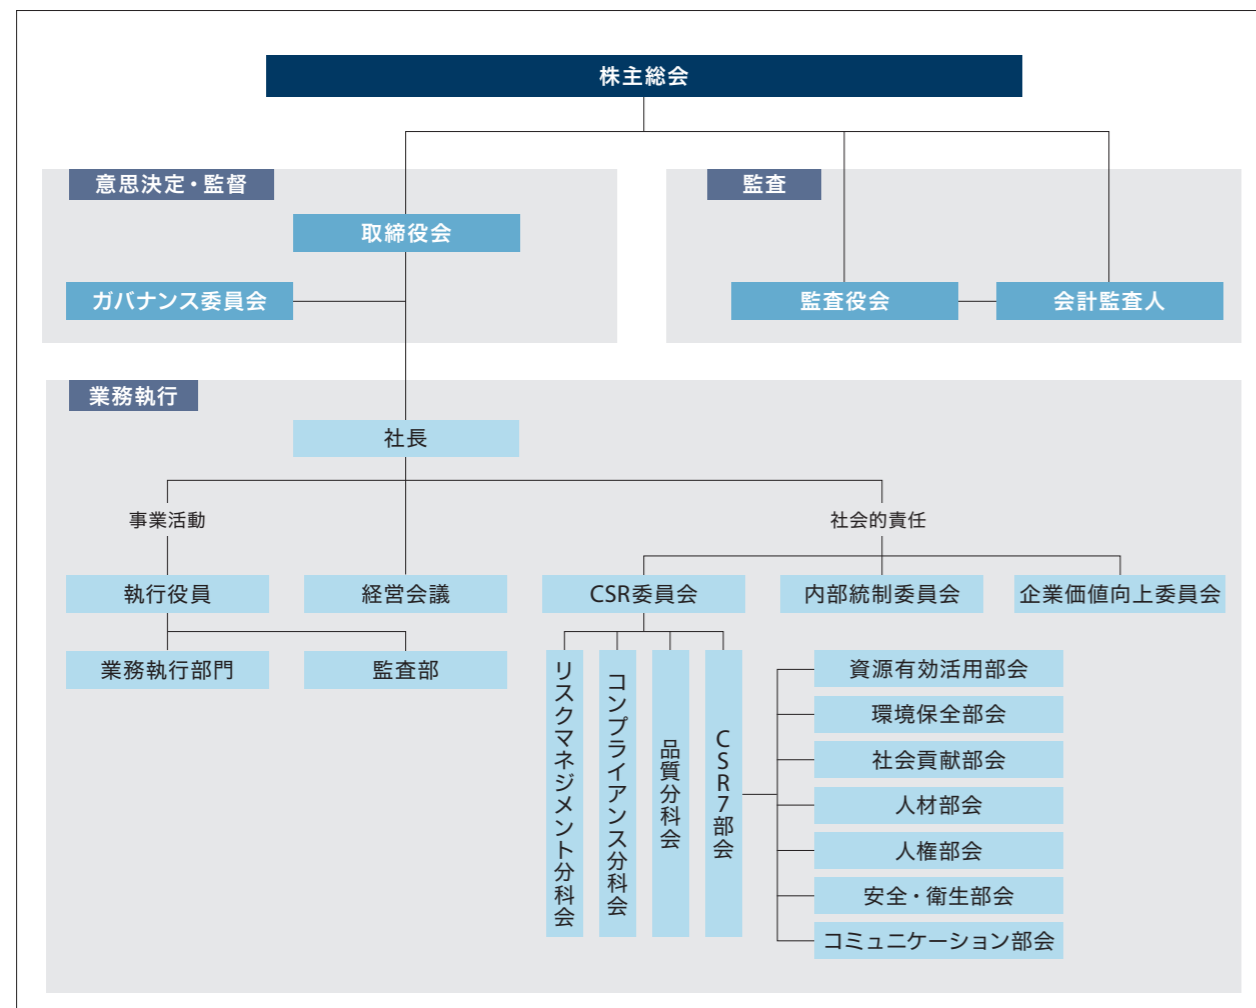 株主総会
意思決定・監督
監査
取締役会
ガバナンス委員会
監査役会
会計監査人
業務執行
社長
事業活動
社会的責任
執行役員
経営会議
CSR委員会
内部統制委員会
企業価値向上委員会
業務執行部門
監査部
リスクマネジメント分科会
コンプライアンス分科会
品質分科会
CSR7部会
資源有効活用部会
環境保全部会
社会貢献部会
人材部会
人権部会
安全・衛生部会
コミュニケーション部会